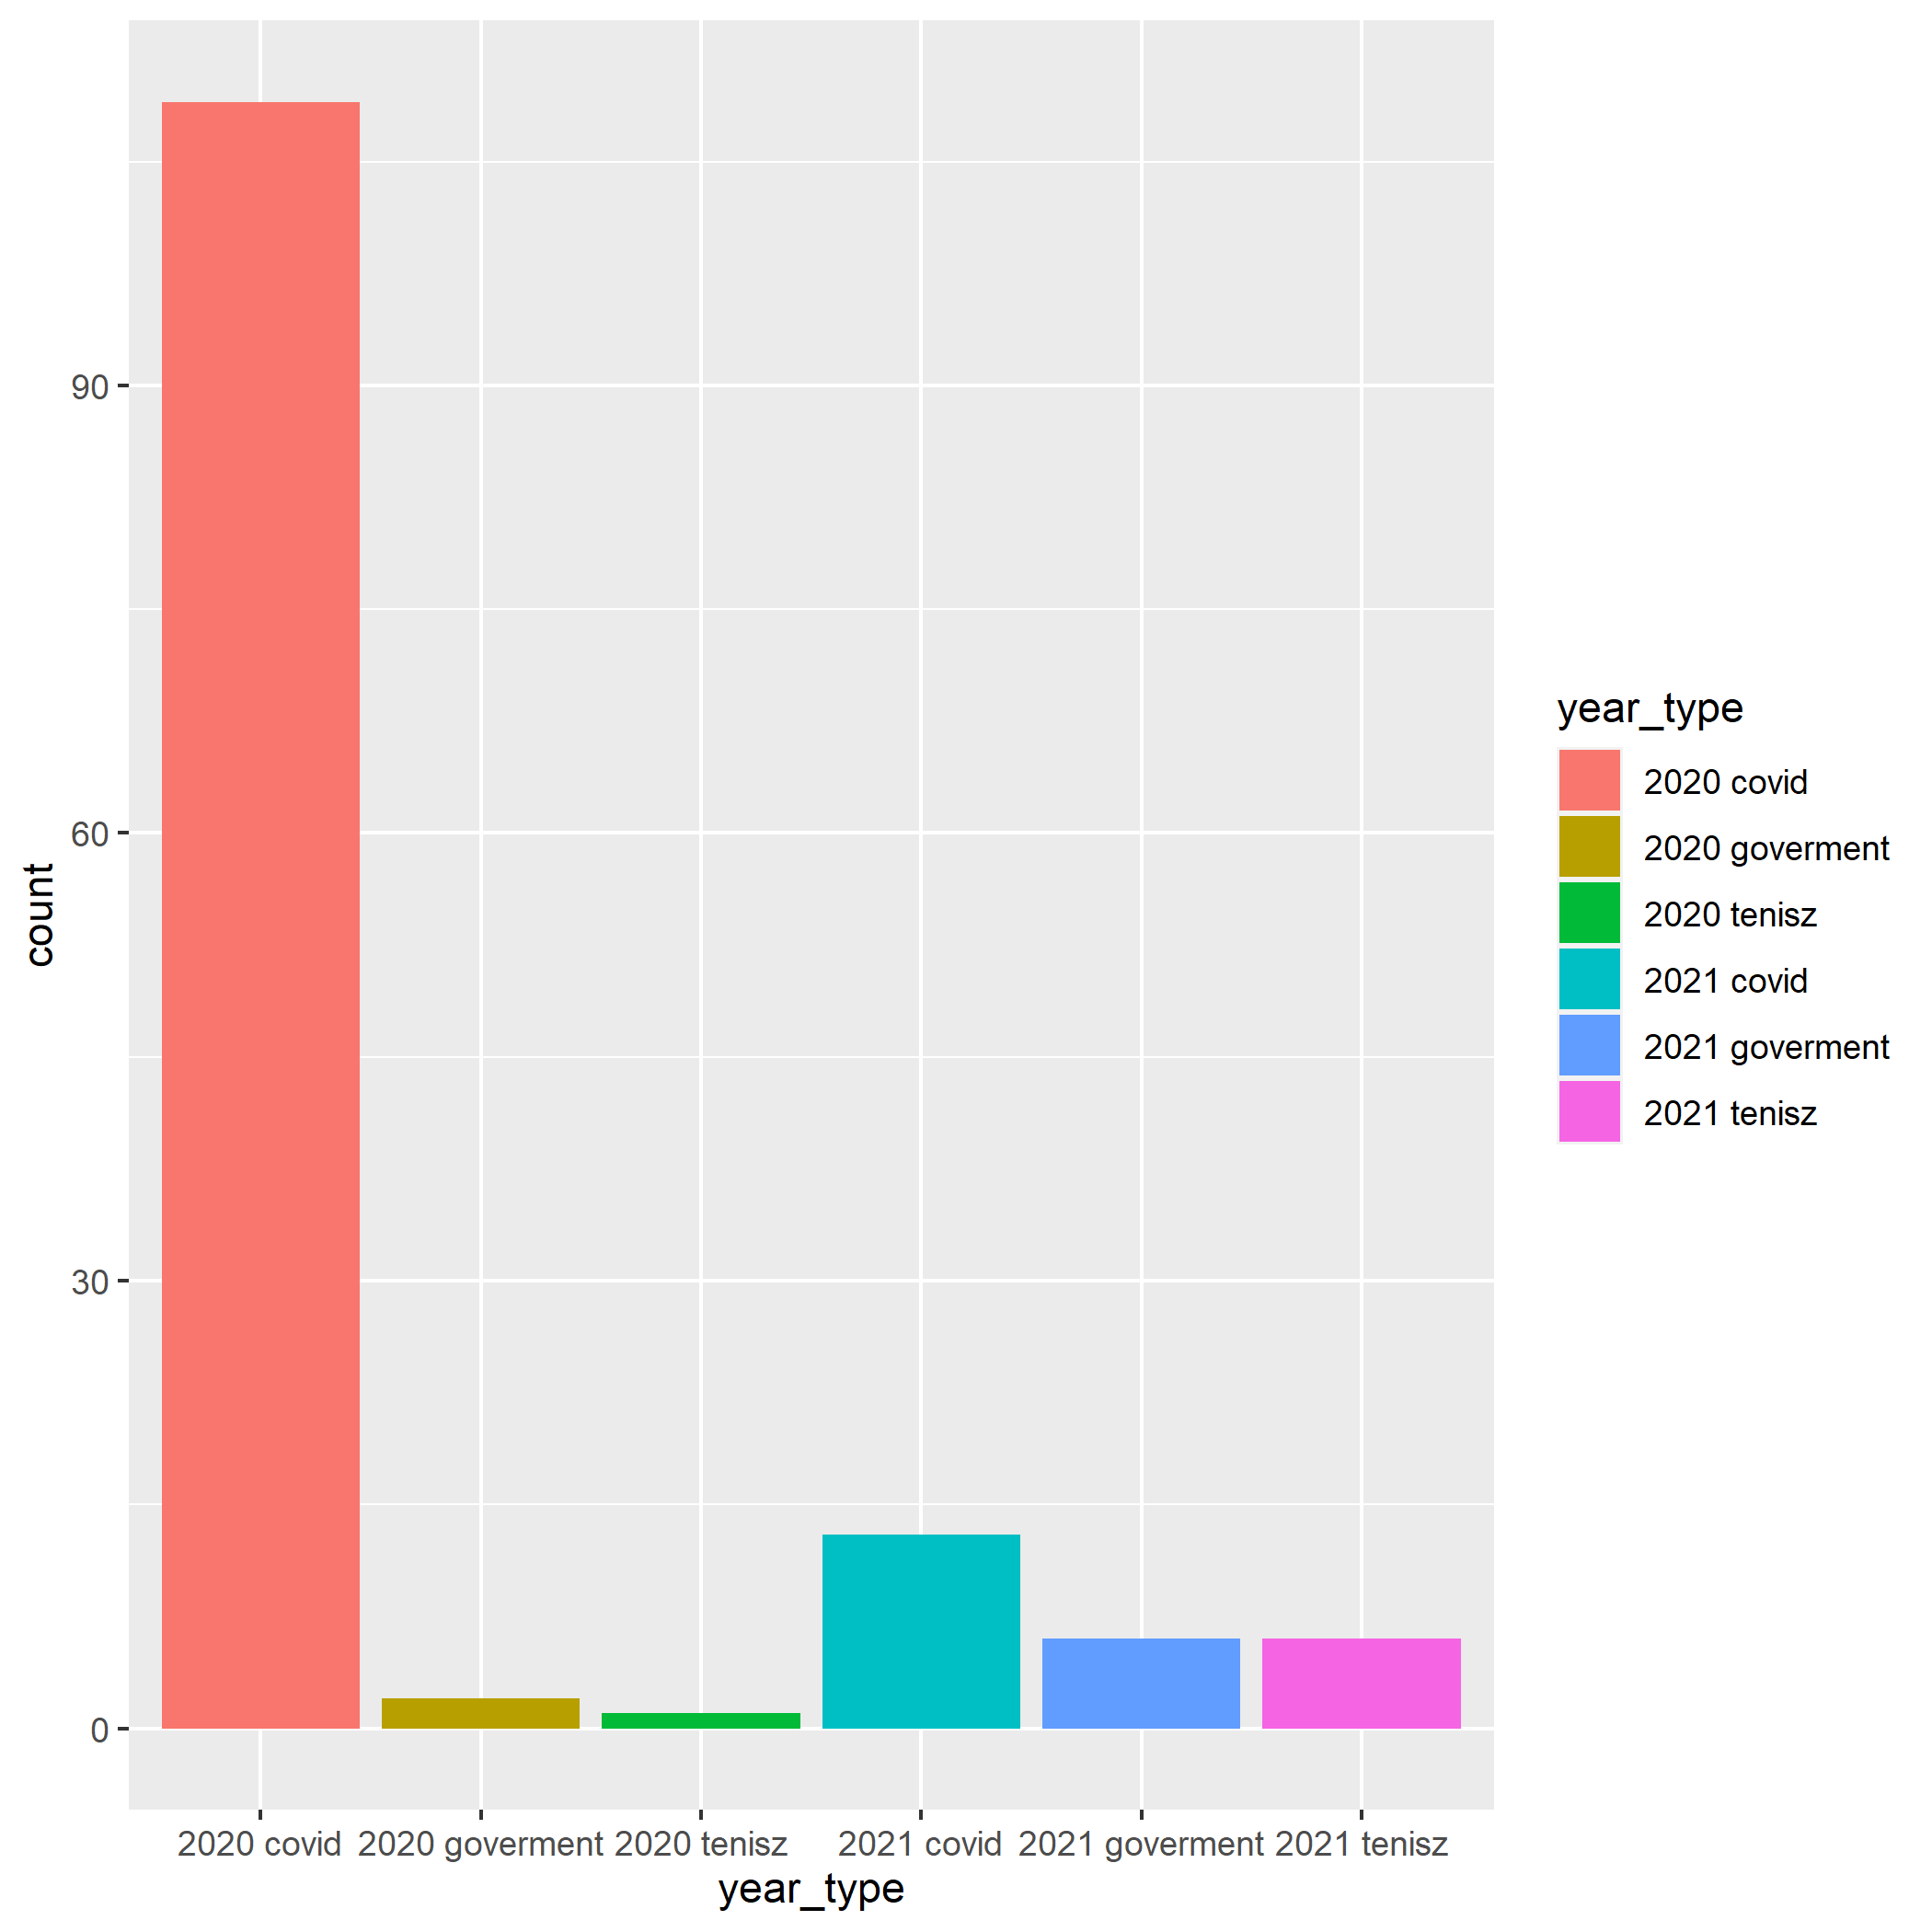 90
60
30
0
count
2020 covid 2020 goverment 2020 tenisz 2021 covid 2021 goverment 2021 tenisz
year_type
year_type
2020 covid
2020 goverment
2020 tenisz
2021 covid
2021 goverment
2021 tenisz